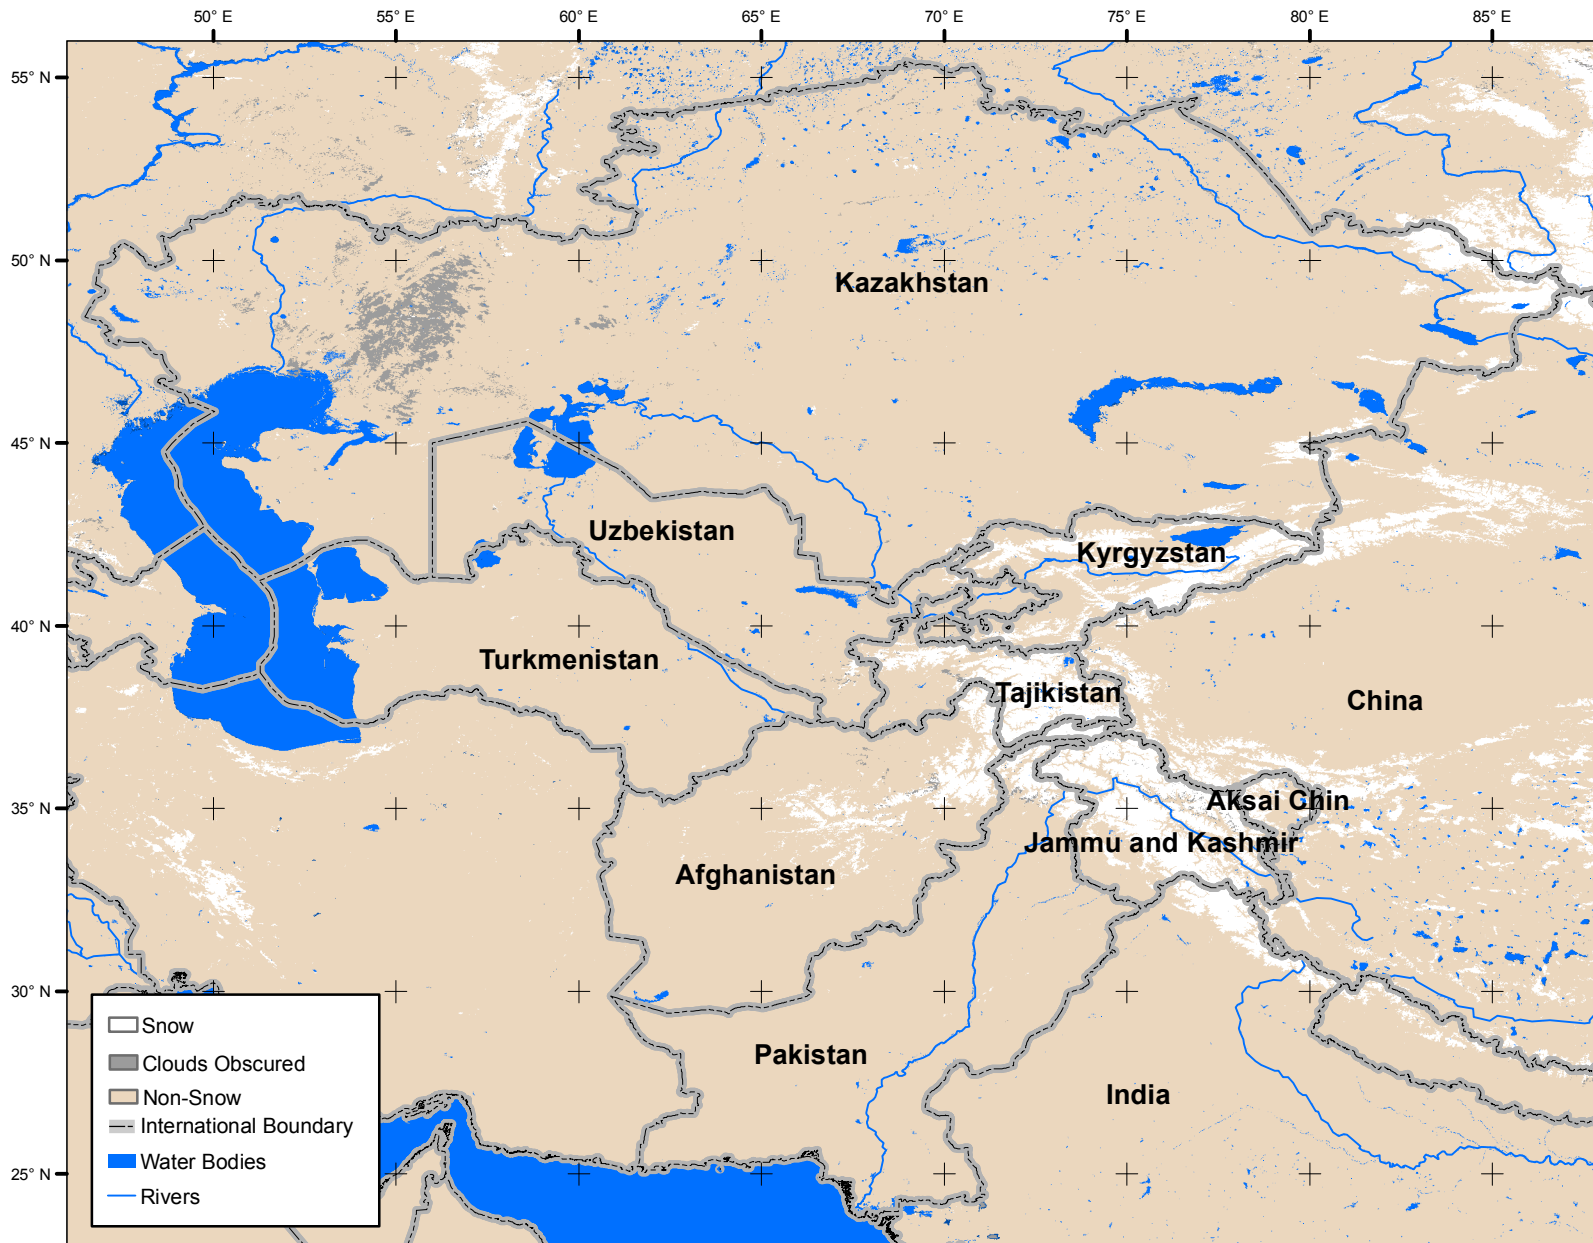 50° E 55° E 60° E 65° E 70° E 75° E 80° E 85° E
55° N
50° N
Kazakhstan
45° N
Uzbekistan
Kyrgyzstan
40° N
Turkmenistan
Tajikistan
China
35° N
Aksai Chin
Jammu and Kashmir
Afghanistan
30° N
Snow
Clouds Obscured
Non-Snow
International Boundary
Water Bodies
Rivers
Pakistan
India
25° N